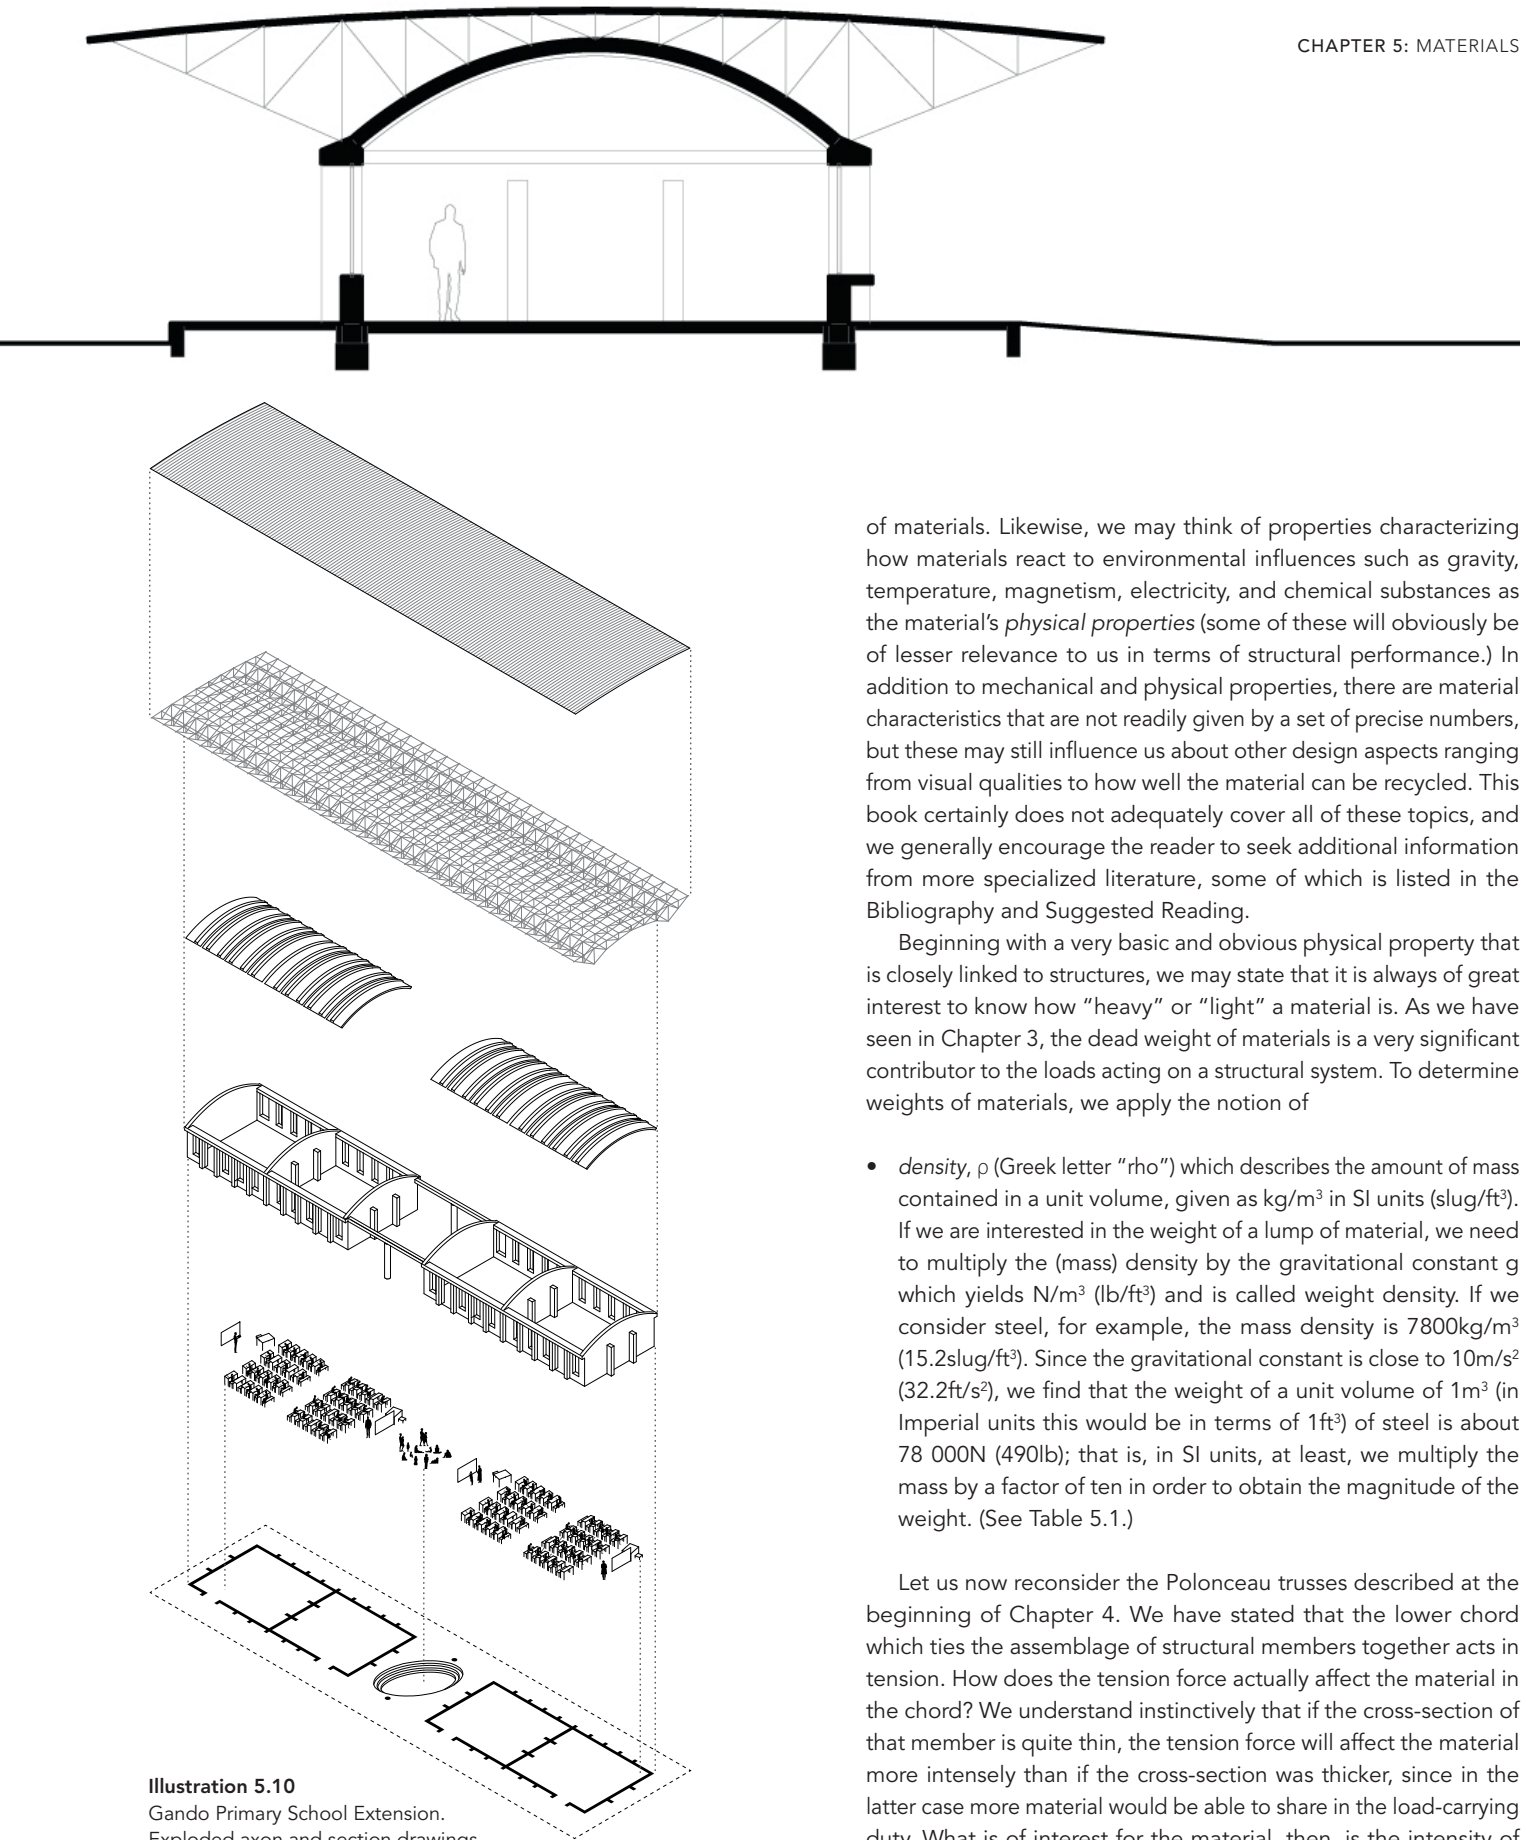 CHAPTER 5: MATERIALS
of materials. Likewise, we may think of properties characterizing
how materials react to environmental influences such as gravity,
temperature, magnetism, electricity, and chemical substances as
the material’s physical properties (some of these will obviously be
of lesser relevance to us in terms of structural performance.) In
addition to mechanical and physical properties, there are material
characteristics that are not readily given by a set of precise numbers,
but these may still influence us about other design aspects ranging
from visual qualities to how well the material can be recycled. This
book certainly does not adequately cover all of these topics, and
we generally encourage the reader to seek additional information
from more specialized literature, some of which is listed in the
Bibliography and Suggested Reading.
Beginning with a very basic and obvious physical property that
is closely linked to structures, we may state that it is always of great
interest to know how “heavy” or “light” a material is. As we have
seen in Chapter 3, the dead weight of materials is a very significant
contributor to the loads acting on a structural system. To determine
weights of materials, we apply the notion of
• density, ρ (Greek letter “rho”) which describes the amount of mass
contained in a unit volume, given as kg/m³ in SI units (slug/ft³).
If we are interested in the weight of a lump of material, we need
to multiply the (mass) density by the gravitational constant g
which yields N/m³ (lb/ft³) and is called weight density. If we
consider steel, for example, the mass density is 7800kg/m³
(15.2slug/ft³). Since the gravitational constant is close to 10m/s²
(32.2ft/s²), we find that the weight of a unit volume of 1m³ (in
Imperial units this would be in terms of 1ft³) of steel is about
78 000N (490lb); that is, in SI units, at least, we multiply the
mass by a factor of ten in order to obtain the magnitude of the
weight. (See Table 5.1.)
Let us now reconsider the Polonceau trusses described at the
beginning of Chapter 4. We have stated that the lower chord
which ties the assemblage of structural members together acts in
tension. How does the tension force actually affect the material in
the chord? We understand instinctively that if the cross-section of
that member is quite thin, the tension force will affect the material
more intensely than if the cross-section was thicker, since in the
latter case more material would be able to share in the load-carrying
duty. What is of interest for the material, then, is the intensity of
Illustration 5.10
Gando Primary School Extension.
Exploded axon and section drawings